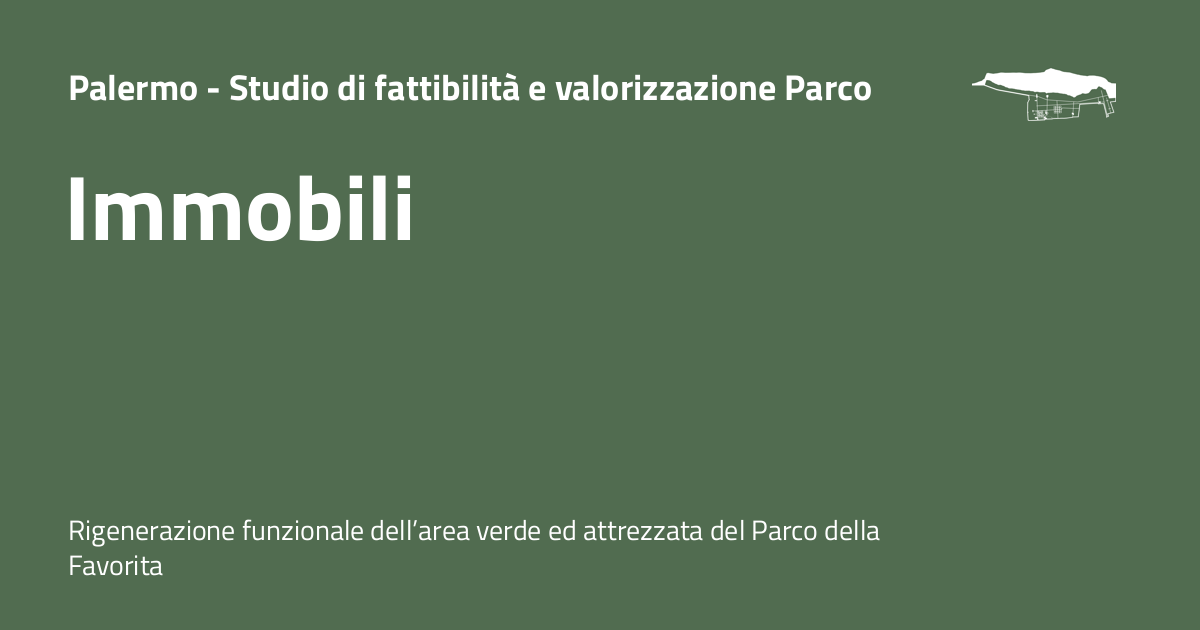 Palermo - Studio di fattibilità e valorizzazione Parco
Immobili
Rigenerazione funzionale dell’area verde ed attrezzata del Parco della
Favorita